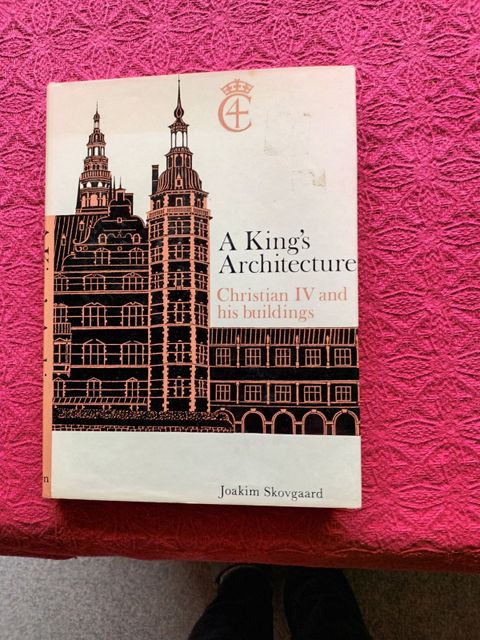 C4
A King's
Architecture
Christian IV and
his buildings
Joakim Skovgaard